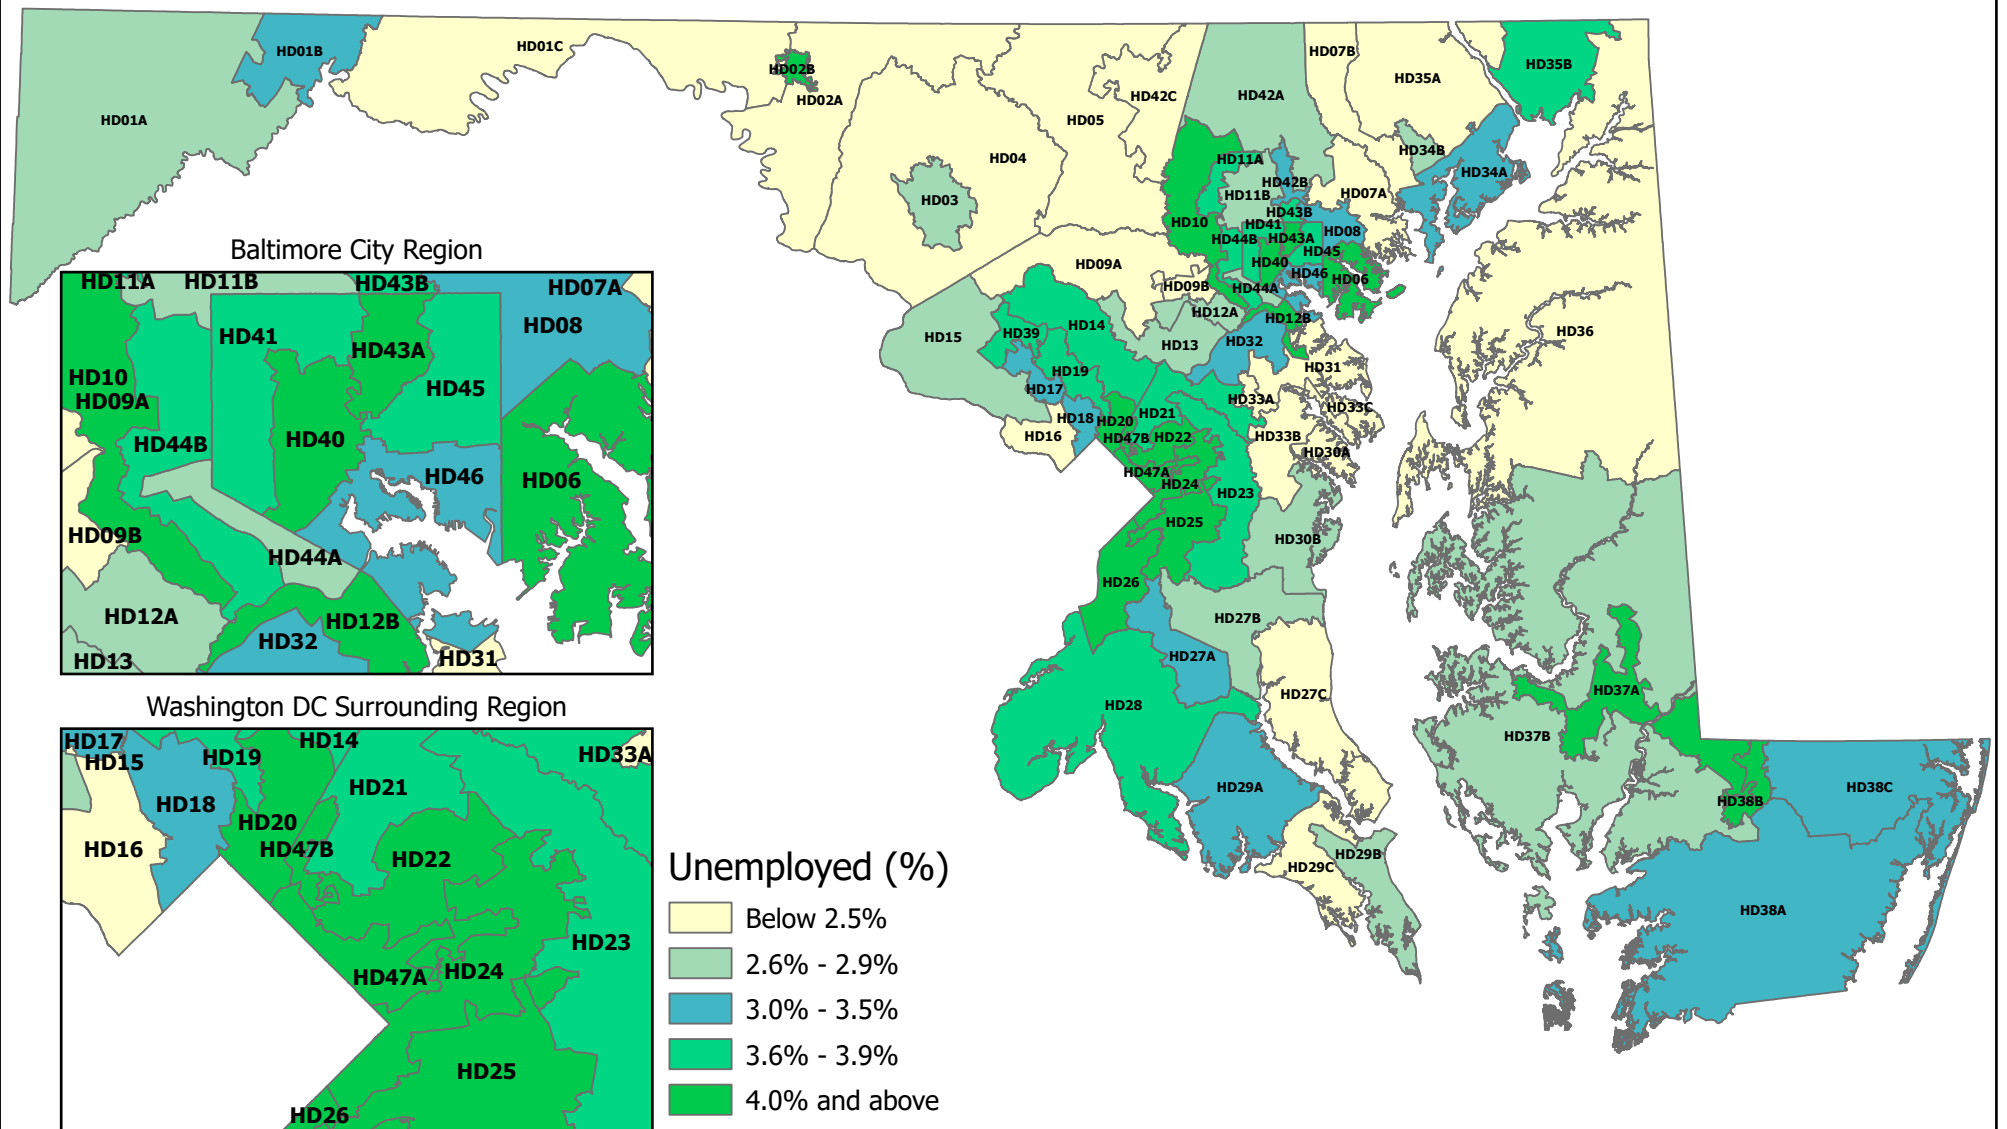 HD01A
HD01B
HD01C
HD02B
HD02A
HD03
HD04
HD05
HD42C
HD42A
HD07B
HD35A
HD35B
HD34B
HD34A
HD07A
HD11A
HD11B
HD42B
HD43B
HD10
HD41
HD43A
HD08
HD44B
HD45
HD40
HD46
HD06
HD09A
HD09B
HD44A
HD12A
HD12B
HD36
HD15
HD39
HD14
HD13
HD32
HD19
HD31
HD17
HD33A
HD33C
HD18
HD20
HD21
HD16
HD47B
HD22
HD33B
HD30A
HD47A
HD24
HD23
HD25
HD30B
HD26
HD27B
HD27A
HD27C
HD28
HD37A
HD37B
HD29A
HD38B
HD38C
HD29B
HD29C
HD38A
Baltimore City Region
HD11A
HD11B
HD43B
HD07A
HD08
HD41
HD43A
HD10
HD09A
HD45
HD44B
HD40
HD46
HD06
HD09B
HD44A
HD12A
HD12B
HD32
HD13
HD31
Washington DC Surrounding Region
HD17
HD15
HD19
HD14
HD33A
HD18
HD21
HD20
HD16
HD47B
HD22
HD23
HD47A
HD24
HD25
HD26
Unemployed (%)
Below 2.5%
2.6% - 2.9%
3.0% - 3.5%
3.6% - 3.9%
4.0% and above